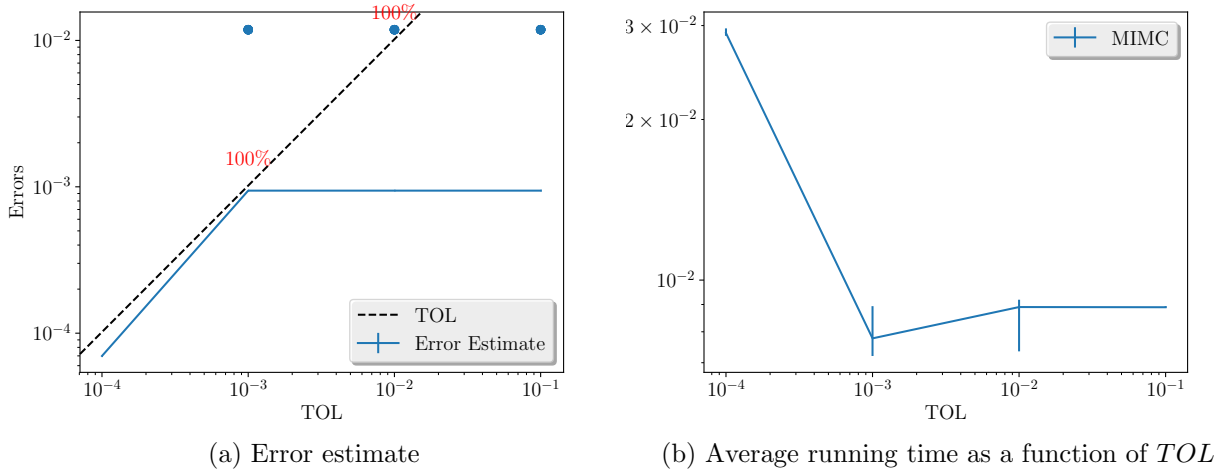 100%
10⁻²
100%
10⁻³
10⁻⁴
Errors
TOL
Error Estimate
10⁻⁴ 10⁻³ 10⁻² 10⁻¹
TOL
(a) Error estimate
3 × 10⁻²
MIMC
2 × 10⁻²
10⁻²
10⁻⁴ 10⁻³ 10⁻² 10⁻¹
TOL
(b) Average running time as a function of TOL